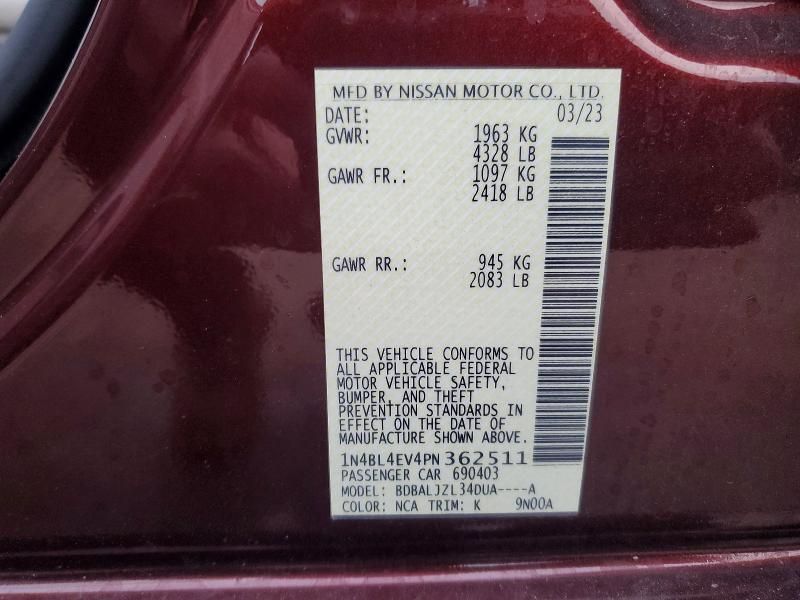 MFD BY NISSAN MOTOR CO., LTD.
DATE: 03/23
GVWR: 1963 KG
4328 LB
GAWR FR.: 1097 KG
2418 LB
GAWR RR.: 945 KG
2083 LB
THIS VEHICLE CONFORMS TO
ALL APPLICABLE FEDERAL
MOTOR VEHICLE SAFETY,
BUMPER, AND THEFT
PREVENTION STANDARDS IN
EFFECT ON THE DATE OF
MANUFACTURE SHOWN ABOVE.
1N4BL4EV4PN362511
PASSENGER CAR 690403
MODEL: BDBALJZL34DUA----A
COLOR: NCA TRIM: K 9N00A